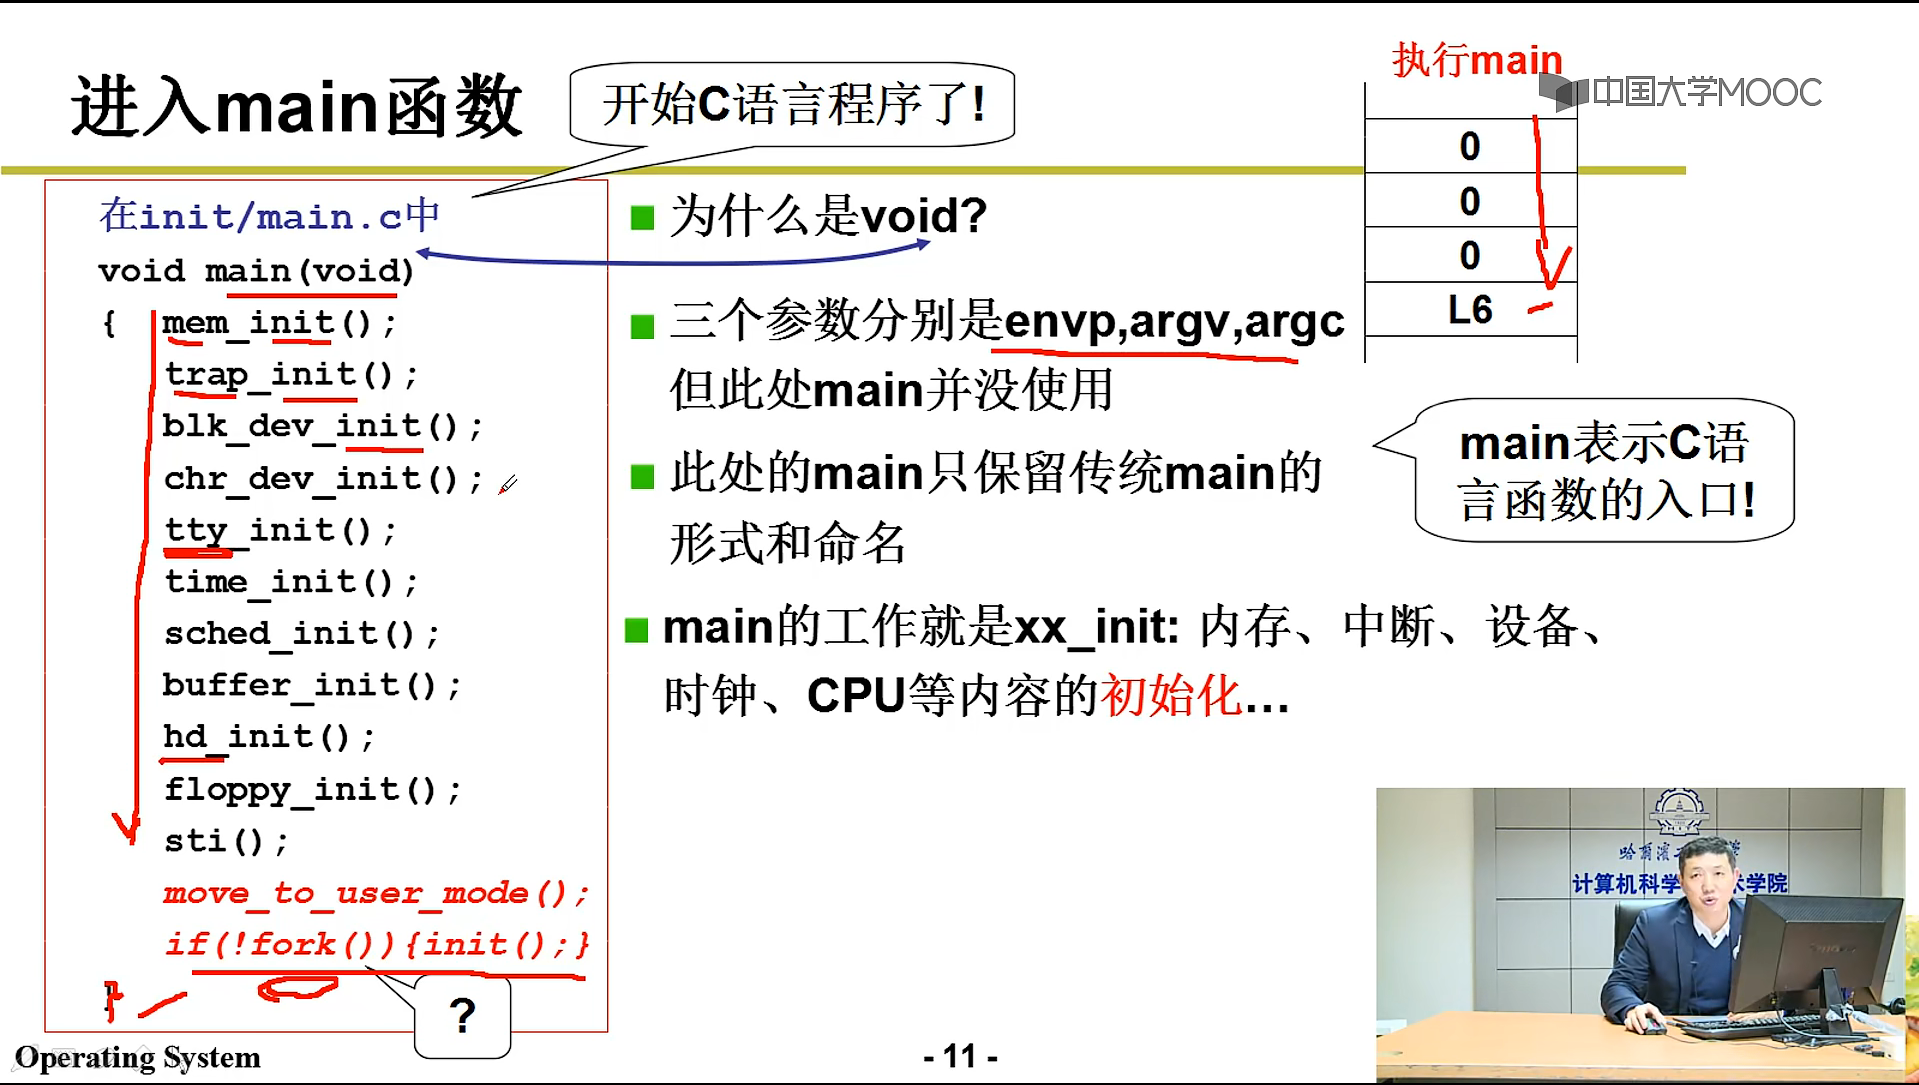 进入main函数
开始C语言程序了!
执行main
中国大学MOOC
0
0
0
L6
在init/main.c中
void main(void)
{ mem_init();
trap_init();
blk_dev_init();
chr_dev_init();
tty_init();
time_init();
sched_init();
buffer_init();
hd_init();
floppy_init();
sti();
move_to_user_mode();
if(!fork()){init();}
}
?
为什么是void?
三个参数分别是envp,argv,argc
但此处main并没使用
此处的main只保留传统main的
形式和命名
main表示C语
言函数的入口!
main的工作就是xx_init: 内存、中断、设备、
时钟、CPU等内容的初始化...
计算机科学
术学院
Operating System
- 11 -